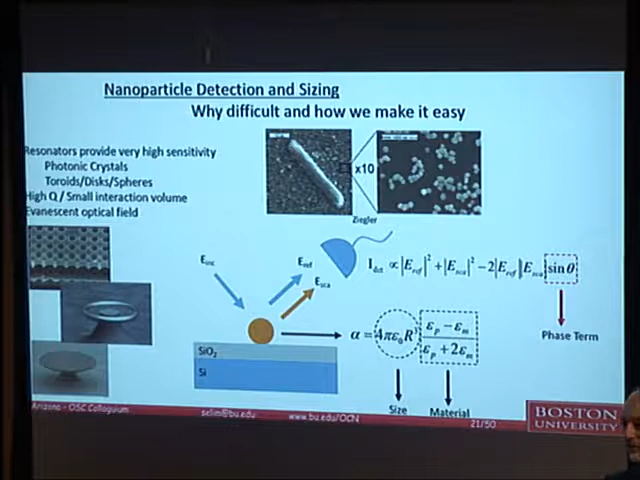 Nanoparticle Detection and Sizing
Why difficult and how we make it easy
Resonators provide very high sensitivity
Photonic Crystals
Toroids/Disks/Spheres
High Q / Small interaction volume
Evanescent optical field
x10
Ziegler
E_inc
E_ref
E_sca
I_det ∝ |E_ref|² + |E_sca|² − 2|E_ref||E_sca| sin θ
Phase Term
α = 4πε₀R³ (ε_p − ε_m) / (ε_p + 2ε_m)
SiO₂
Si
Size
Material
Arizona - OSC Colloquium
selim@bu.edu
www.bu.edu/OCN
21/50
BOSTON
UNIVERSITY